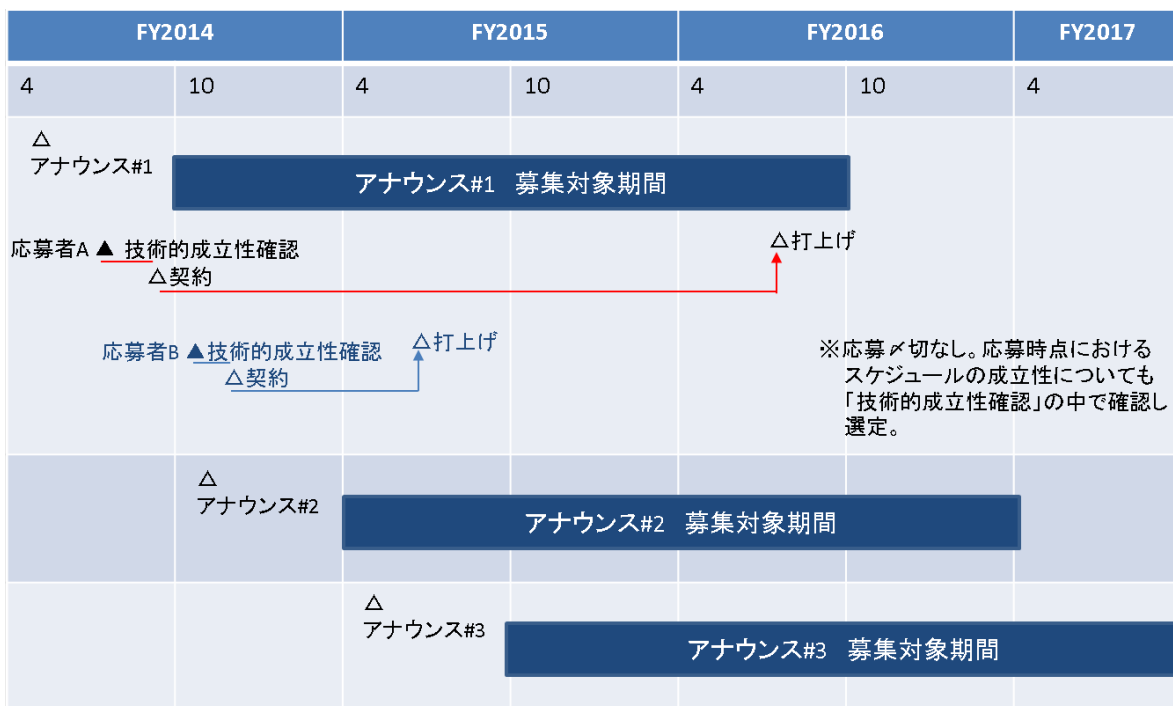 FY2014 FY2015 FY2016 FY2017
4 10 4 10 4 10 4
△
アナウンス#1
アナウンス#1 募集対象期間
応募者A ▲ 技術的成立性確認
△契約
△打上げ
応募者B ▲技術的成立性確認
△契約
△打上げ
※応募〆切なし。応募時点における
スケジュールの成立性についても
「技術的成立性確認」の中で確認し
選定。
△
アナウンス#2
アナウンス#2 募集対象期間
△
アナウンス#3
アナウンス#3 募集対象期間